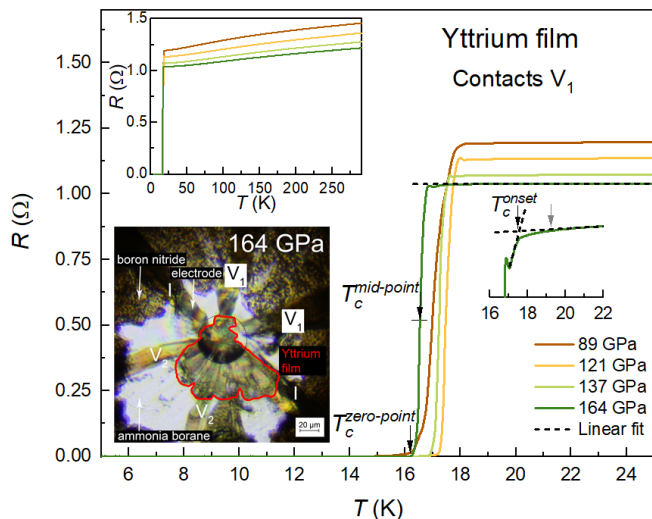 Yttrium film
Contacts V₁
1.50
1.25
1.00
0.75
0.50
0.25
0.00
R (Ω)
6 8 10 12 14 16 18 20 22 24
T (K)
1.5
1.0
0.5
0.0
R (Ω)
0 50 100 150 200 250
T (K)
164 GPa
boron nitride
electrode
I
V₁
V₁
Yttrium
film
V₂
V₂
I
ammonia borane
20 µm
T_c^onset
16 18 20 22
T_c^mid-point
T_c^zero-point
89 GPa
121 GPa
137 GPa
164 GPa
Linear fit